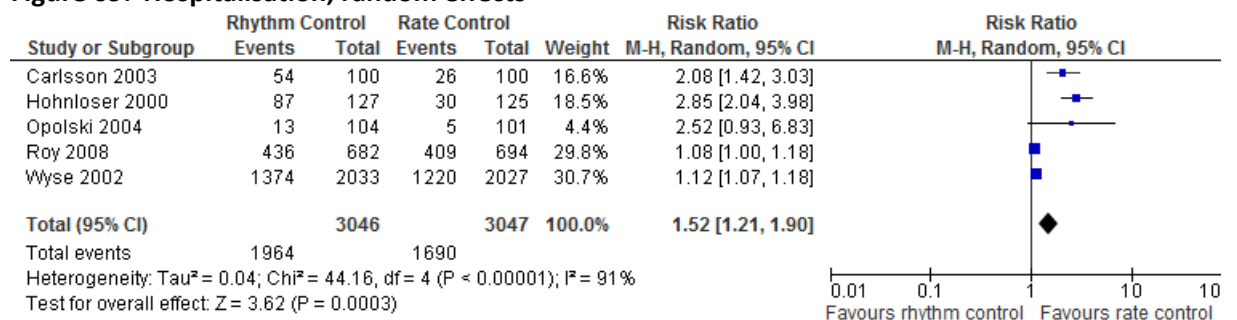 Figure Hospitalisation, random effects
Rhythm Control Rate Control Risk Ratio Risk Ratio
Study or Subgroup Events Total Events Total Weight M-H, Random, 95% CI M-H, Random, 95% CI
Carlsson 2003 54 100 26 100 16.6% 2.08 [1.42, 3.03]
Hohnloser 2000 87 127 30 125 18.5% 2.85 [2.04, 3.98]
Opolski 2004 13 104 5 101 4.4% 2.52 [0.93, 6.83]
Roy 2008 436 682 409 694 29.8% 1.08 [1.00, 1.18]
Wyse 2002 1374 2033 1220 2027 30.7% 1.12 [1.07, 1.18]
Total (95% CI) 3046 3047 100.0% 1.52 [1.21, 1.90]
Total events 1964 1690
Heterogeneity: Tau² = 0.04; Chi² = 44.16, df = 4 (P < 0.00001); I² = 91%
Test for overall effect: Z = 3.62 (P = 0.0003)
0.01 0.1 1 10 10
Favours rhythm control Favours rate control